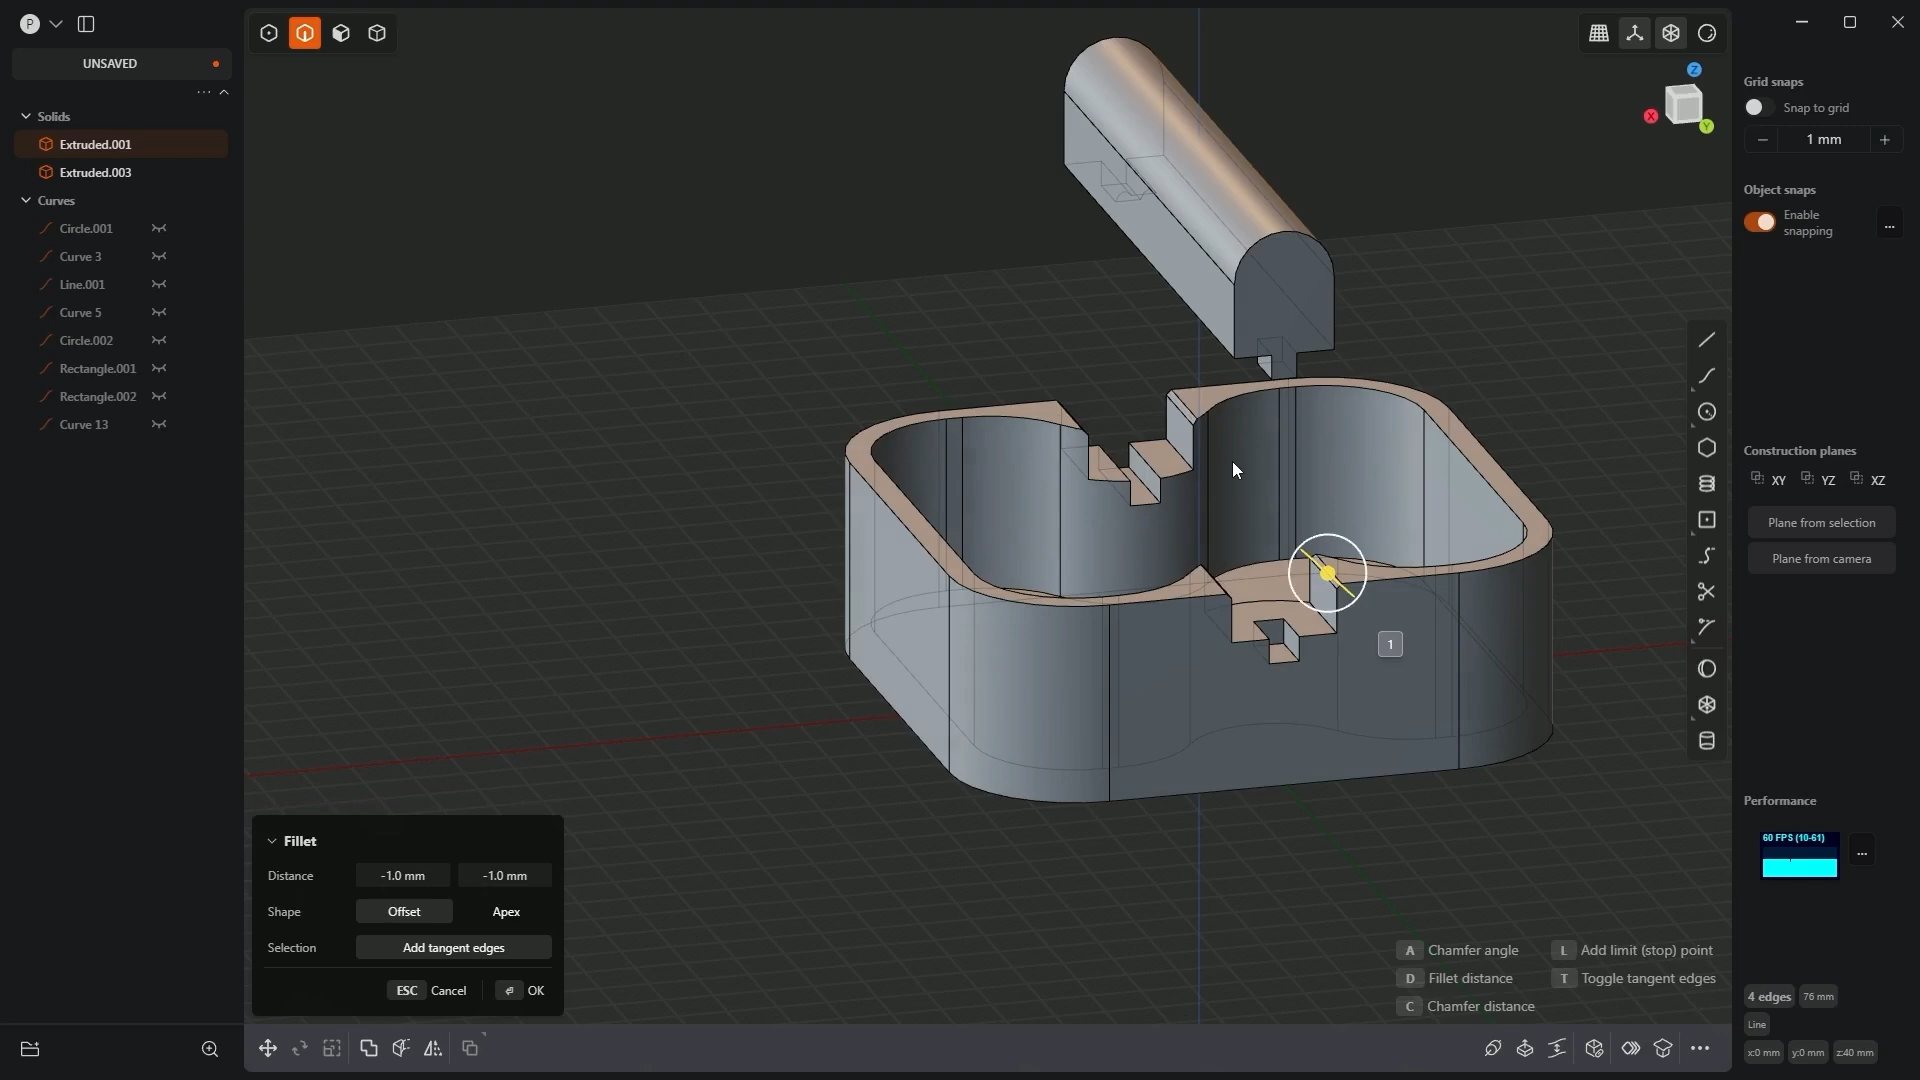 P
UNSAVED
Solids
Extruded.001
Extruded.003
Curves
Circle.001
Curve 3
Line.001
Curve 5
Circle.002
Rectangle.001
Rectangle.002
Curve 13
Z
X
Y
1
Fillet
Distance -1.0 mm -1.0 mm
Shape Offset Apex
Selection Add tangent edges
ESC Cancel OK
A Chamfer angle L Add limit (stop) point
D Fillet distance T Toggle tangent edges
C Chamfer distance
Grid snaps
Snap to grid
1 mm
Object snaps
Enable
snapping
...
Construction planes
XY YZ XZ
Plane from selection
Plane from camera
Performance
60 FPS (10-61)
...
4 edges 76 mm
Line
x:0 mm y:0 mm z:40 mm